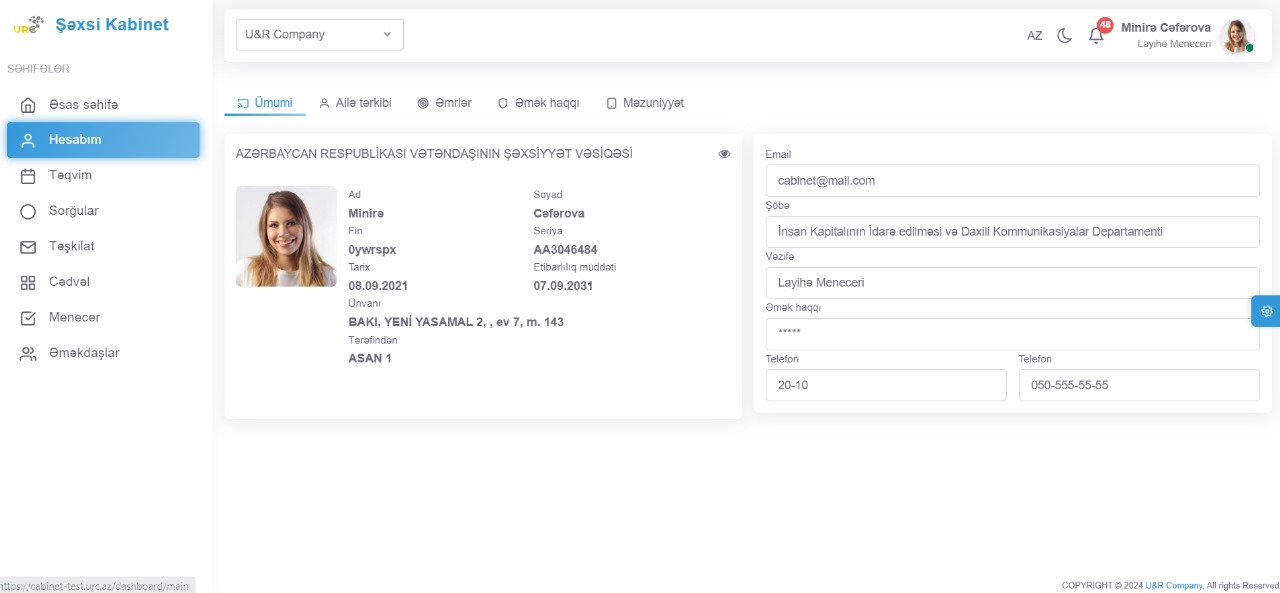 URC Şəxsi Kabinet
U&R Company
AZ
48
Minirə Cəfərova
Layihə Meneceri
SƏHIFƏLƏR
Əsas səhifə
Hesabım
Təqvim
Sorğular
Təşkilat
Cədvəl
Menecer
Əməkdaşlar
Ümumi
Ailə tərkibi
Əmrlər
Əmək haqqı
Məzuniyyət
AZƏRBAYCAN RESPUBLİKASI VƏTƏNDAŞININ ŞƏXSİYYƏT VƏSİQƏSİ
Ad
Soyad
Minirə
Cəfərova
Fin
Seriya
0ywrspx
AA3046484
Tarix
Etibarlılıq müddəti
08.09.2021
07.09.2031
Ünvanı
BAKI, YENİ YASAMAL 2, , ev 7, m. 143
Tərəfindən
ASAN 1
Email
cabinet@mail.com
Şöbə
İnsan Kapitalının İdarə edilməsi və Daxili Kommunikasiyalar Departamenti
Vəzifə
Layihə Meneceri
Əmək haqqı
*****
Telefon
Telefon
20-10
050-555-55-55
https://cabinet-test.urc.az/dashboard/main
COPYRIGHT © 2024 U&R Company, All rights Reserved